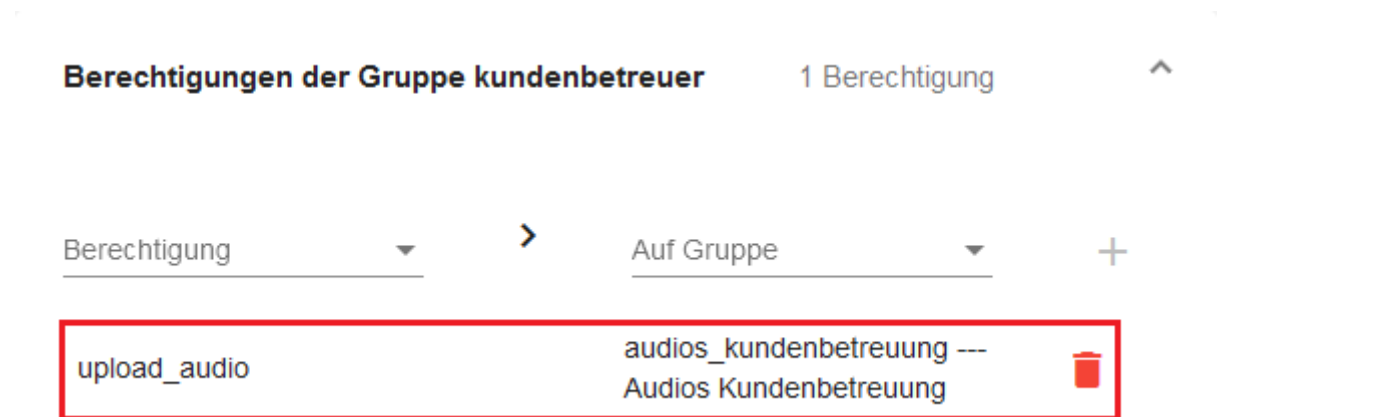 Berechtigungen der Gruppe kundenbetreuer 1 Berechtigung
Berechtigung Auf Gruppe
upload_audio
audios_kundenbetreuung ---
Audios Kundenbetreuung